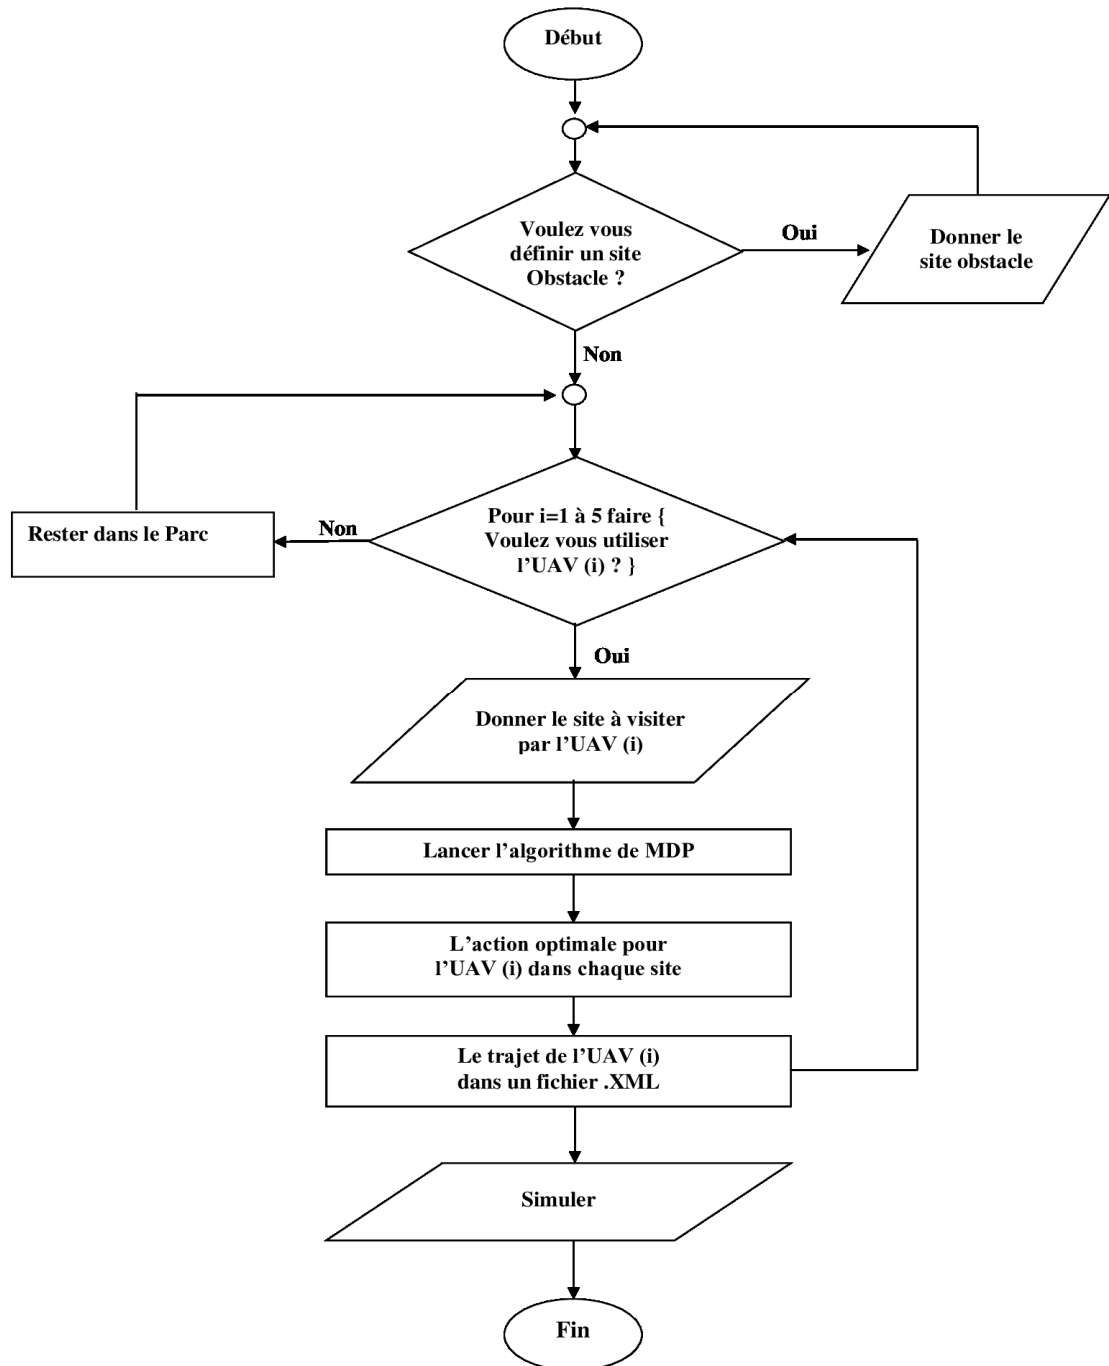 Début
Voulez vous
définir un site
Obstacle ?
Oui
Donner le
site obstacle
Non
Rester dans le Parc
Non
Pour i=1 à 5 faire {
Voulez vous utiliser
l’UAV (i) ? }
Oui
Donner le site à visiter
par l’UAV (i)
Lancer l’algorithme de MDP
L’action optimale pour
l’UAV (i) dans chaque site
Le trajet de l’UAV (i)
dans un fichier .XML
Simuler
Fin